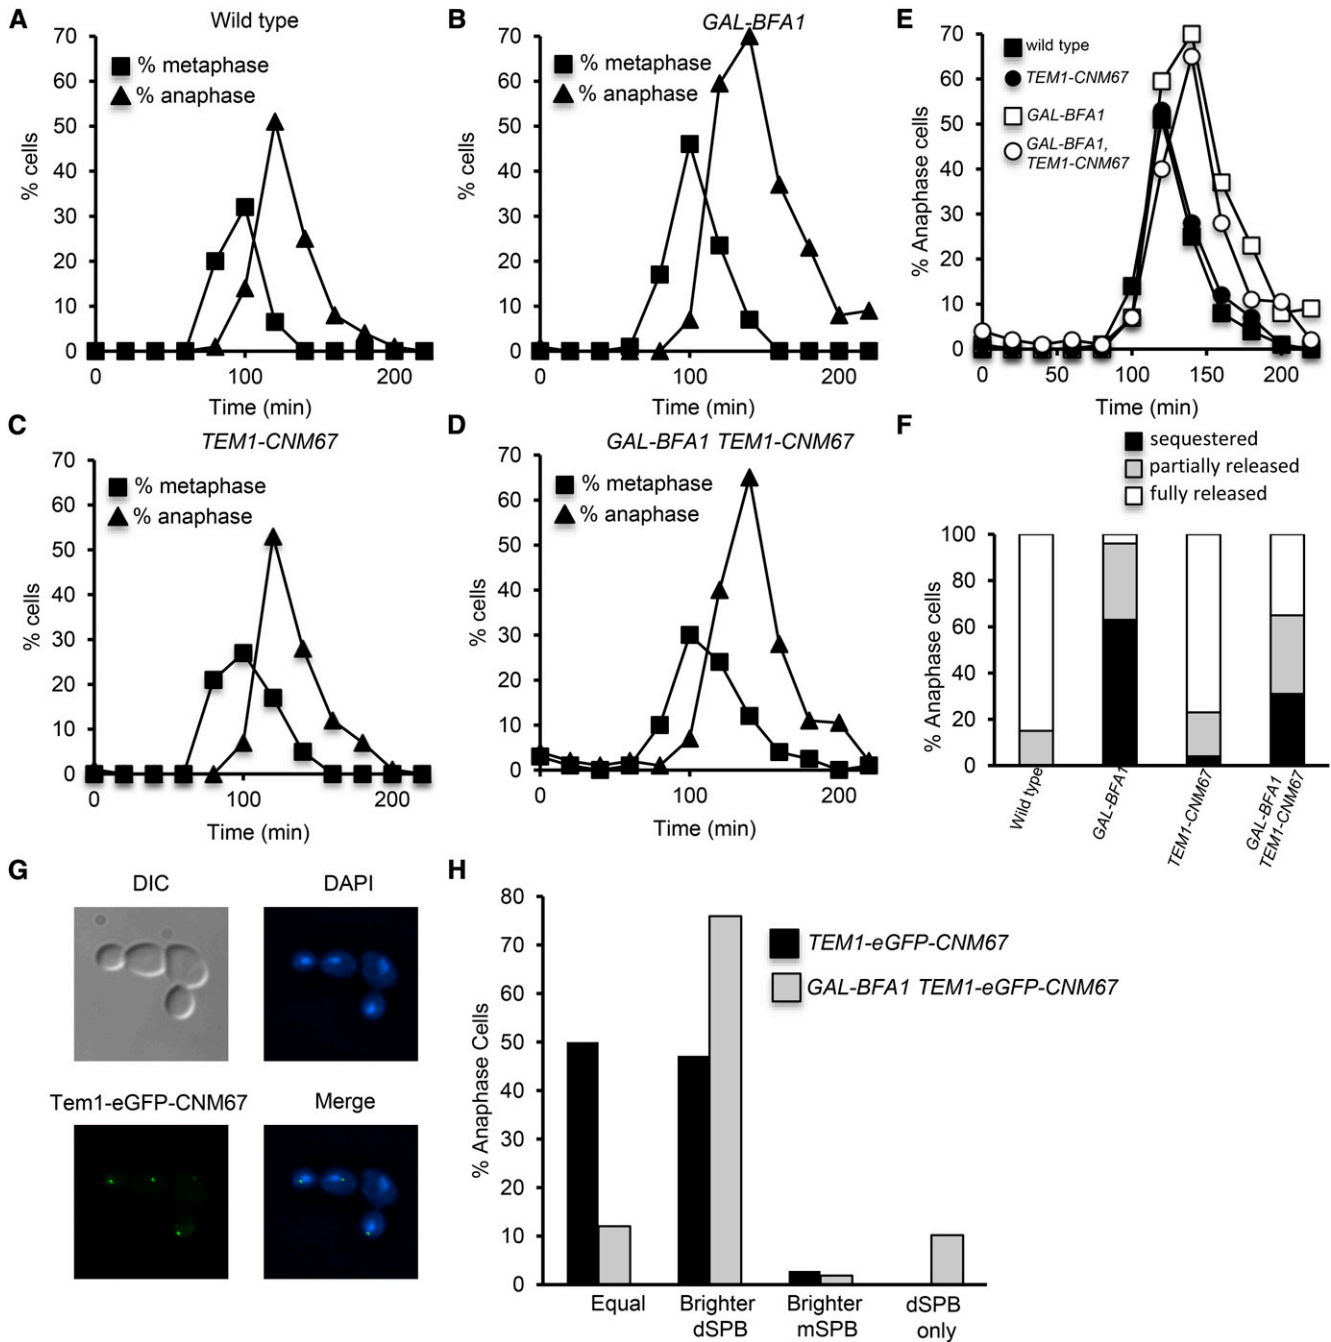 A
Wild type
70
60
50
40
30
20
10
0
% cells
% metaphase
% anaphase
0
100
200
Time (min)
B
GAL-BFA1
70
60
50
40
30
20
10
0
% cells
% metaphase
% anaphase
0
100
200
Time (min)
E
70
60
50
40
30
20
10
0
% Anaphase cells
wild type
TEM1-CNM67
GAL-BFA1
GAL-BFA1,
TEM1-CNM67
0
50
100
150
200
Time (min)
C
TEM1-CNM67
70
60
50
40
30
20
10
0
% cells
% metaphase
% anaphase
0
100
200
Time (min)
D
GAL-BFA1 TEM1-CNM67
70
60
50
40
30
20
10
0
% cells
% metaphase
% anaphase
0
100
200
Time (min)
F
sequestered
partially released
fully released
100
80
60
40
20
0
% Anaphase cells
Wild type
GAL-BFA1
TEM1-CNM67
GAL-BFA1
TEM1-CNM67
G
DIC
DAPI
Tem1-eGFP-CNM67
Merge
H
80
70
60
50
40
30
20
10
0
% Anaphase Cells
TEM1-eGFP-CNM67
GAL-BFA1 TEM1-eGFP-CNM67
Equal
Brighter
dSPB
Brighter
mSPB
dSPB
only